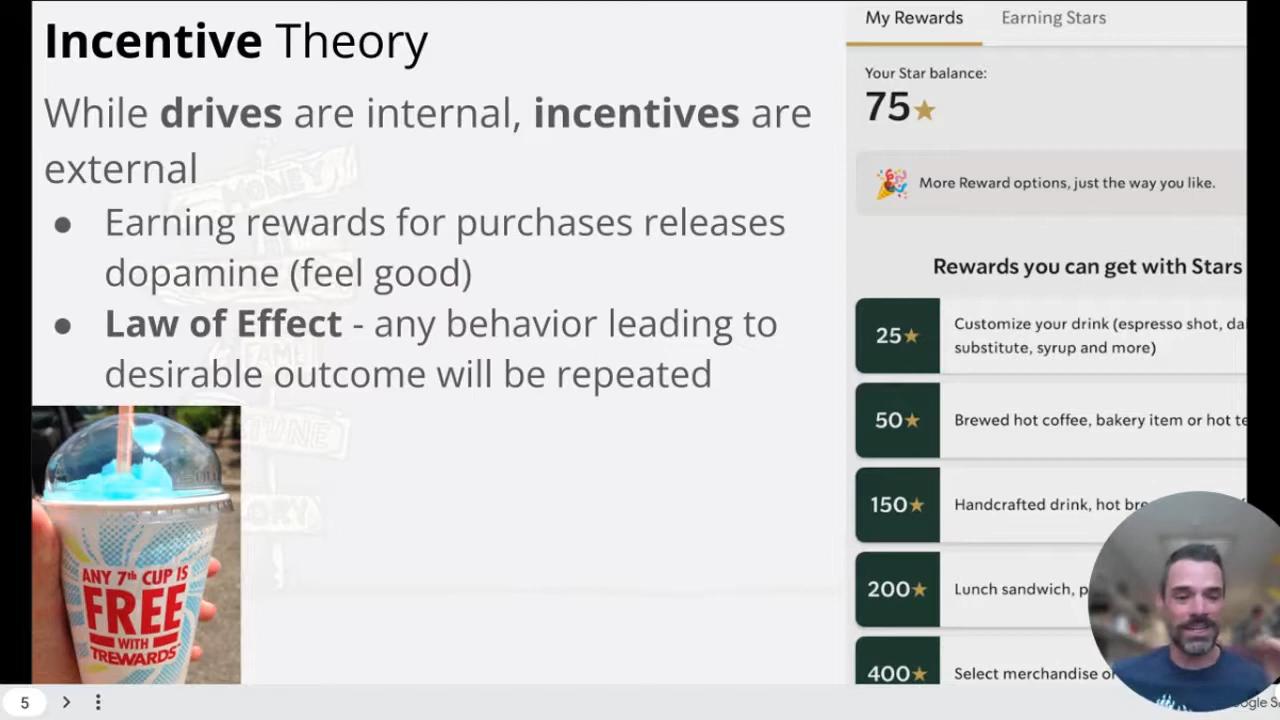 Incentive Theory
While drives are internal, incentives are
external
● Earning rewards for purchases releases
dopamine (feel good)
● Law of Effect - any behavior leading to
desirable outcome will be repeated
MONEY
FAME
ANY 7th CUP IS
FREE
WITH
TREWARDS
My Rewards
Earning Stars
Your Star balance:
75★
More Reward options, just the way you like.
Rewards you can get with Stars
25★
Customize your drink (espresso shot,
substitute, syrup and more)
50★
Brewed hot coffee, bakery item or hot
150★
Handcrafted drink, hot
200★
Lunch sandwich,
400★
Select merchandise
5